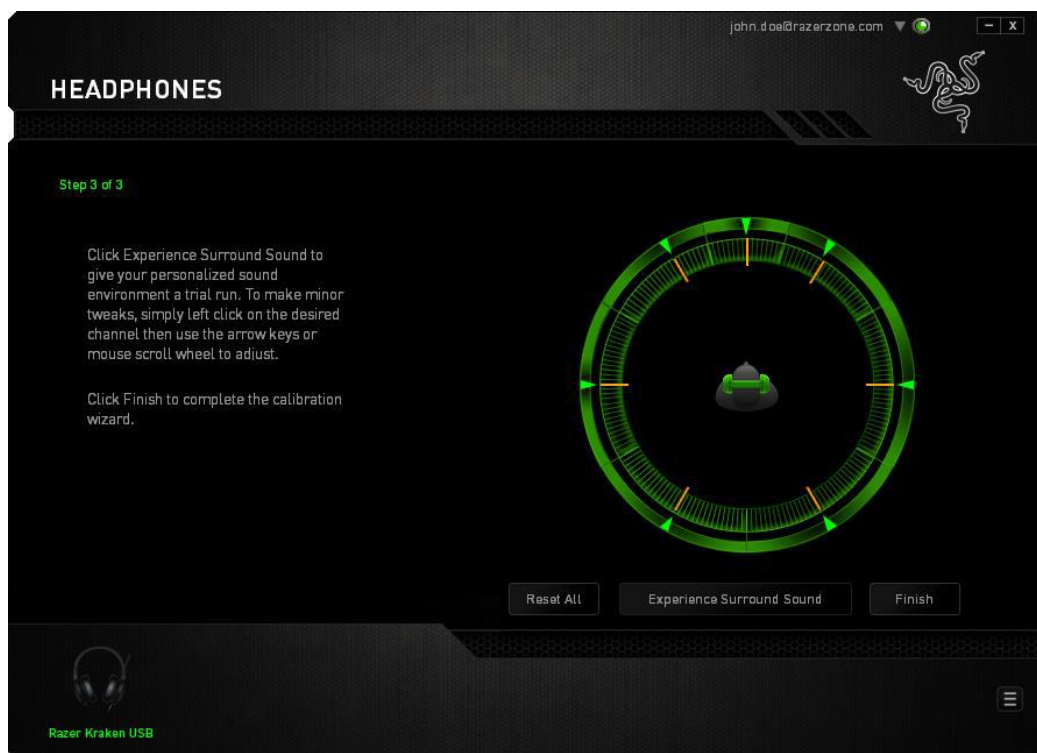 john.doe@razerzone.com
- X
HEADPHONES
Step 3 of 3
Click Experience Surround Sound to
give your personalized sound
environment a trial run. To make minor
tweaks, simply left click on the desired
channel then use the arrow keys or
mouse scroll wheel to adjust.
Click Finish to complete the calibration
wizard.
Reset All
Experience Surround Sound
Finish
Razer Kraken USB